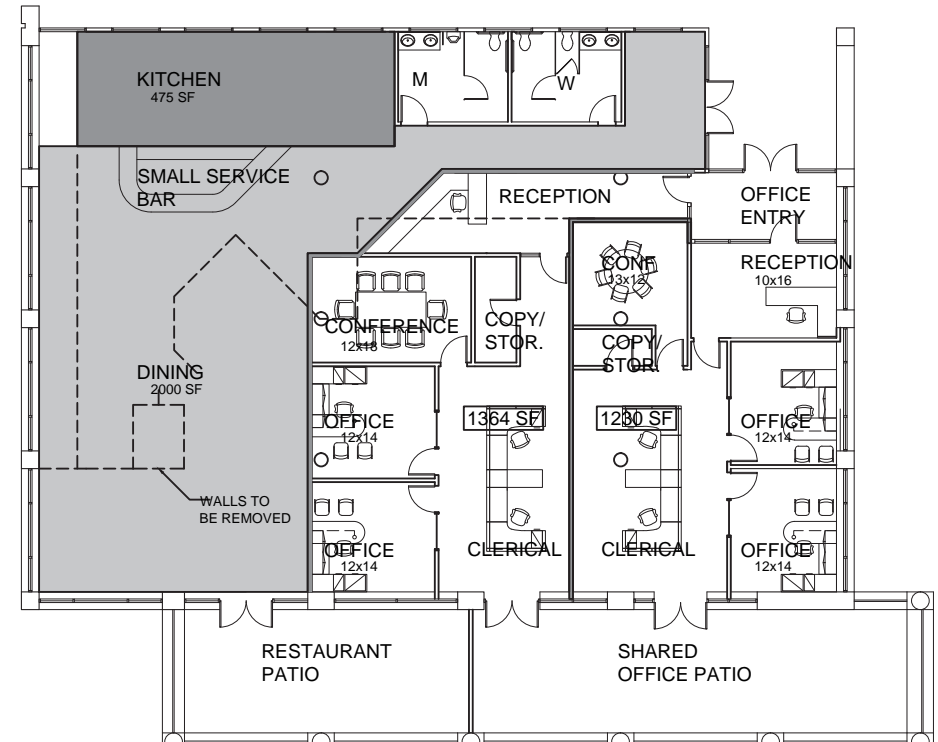 KITCHEN
475 SF
M
W
SMALL SERVICE
BAR
RECEPTION
OFFICE
ENTRY
CONF
13x12
RECEPTION
10x16
CONFERENCE
12x18
COPY/
STOR.
COPY/
STOR.
DINING
2000 SF
OFFICE
12x14
1364 SF
1230 SF
OFFICE
12x14
WALLS TO
BE REMOVED
OFFICE
12x14
CLERICAL
CLERICAL
OFFICE
12x14
RESTAURANT
PATIO
SHARED
OFFICE PATIO